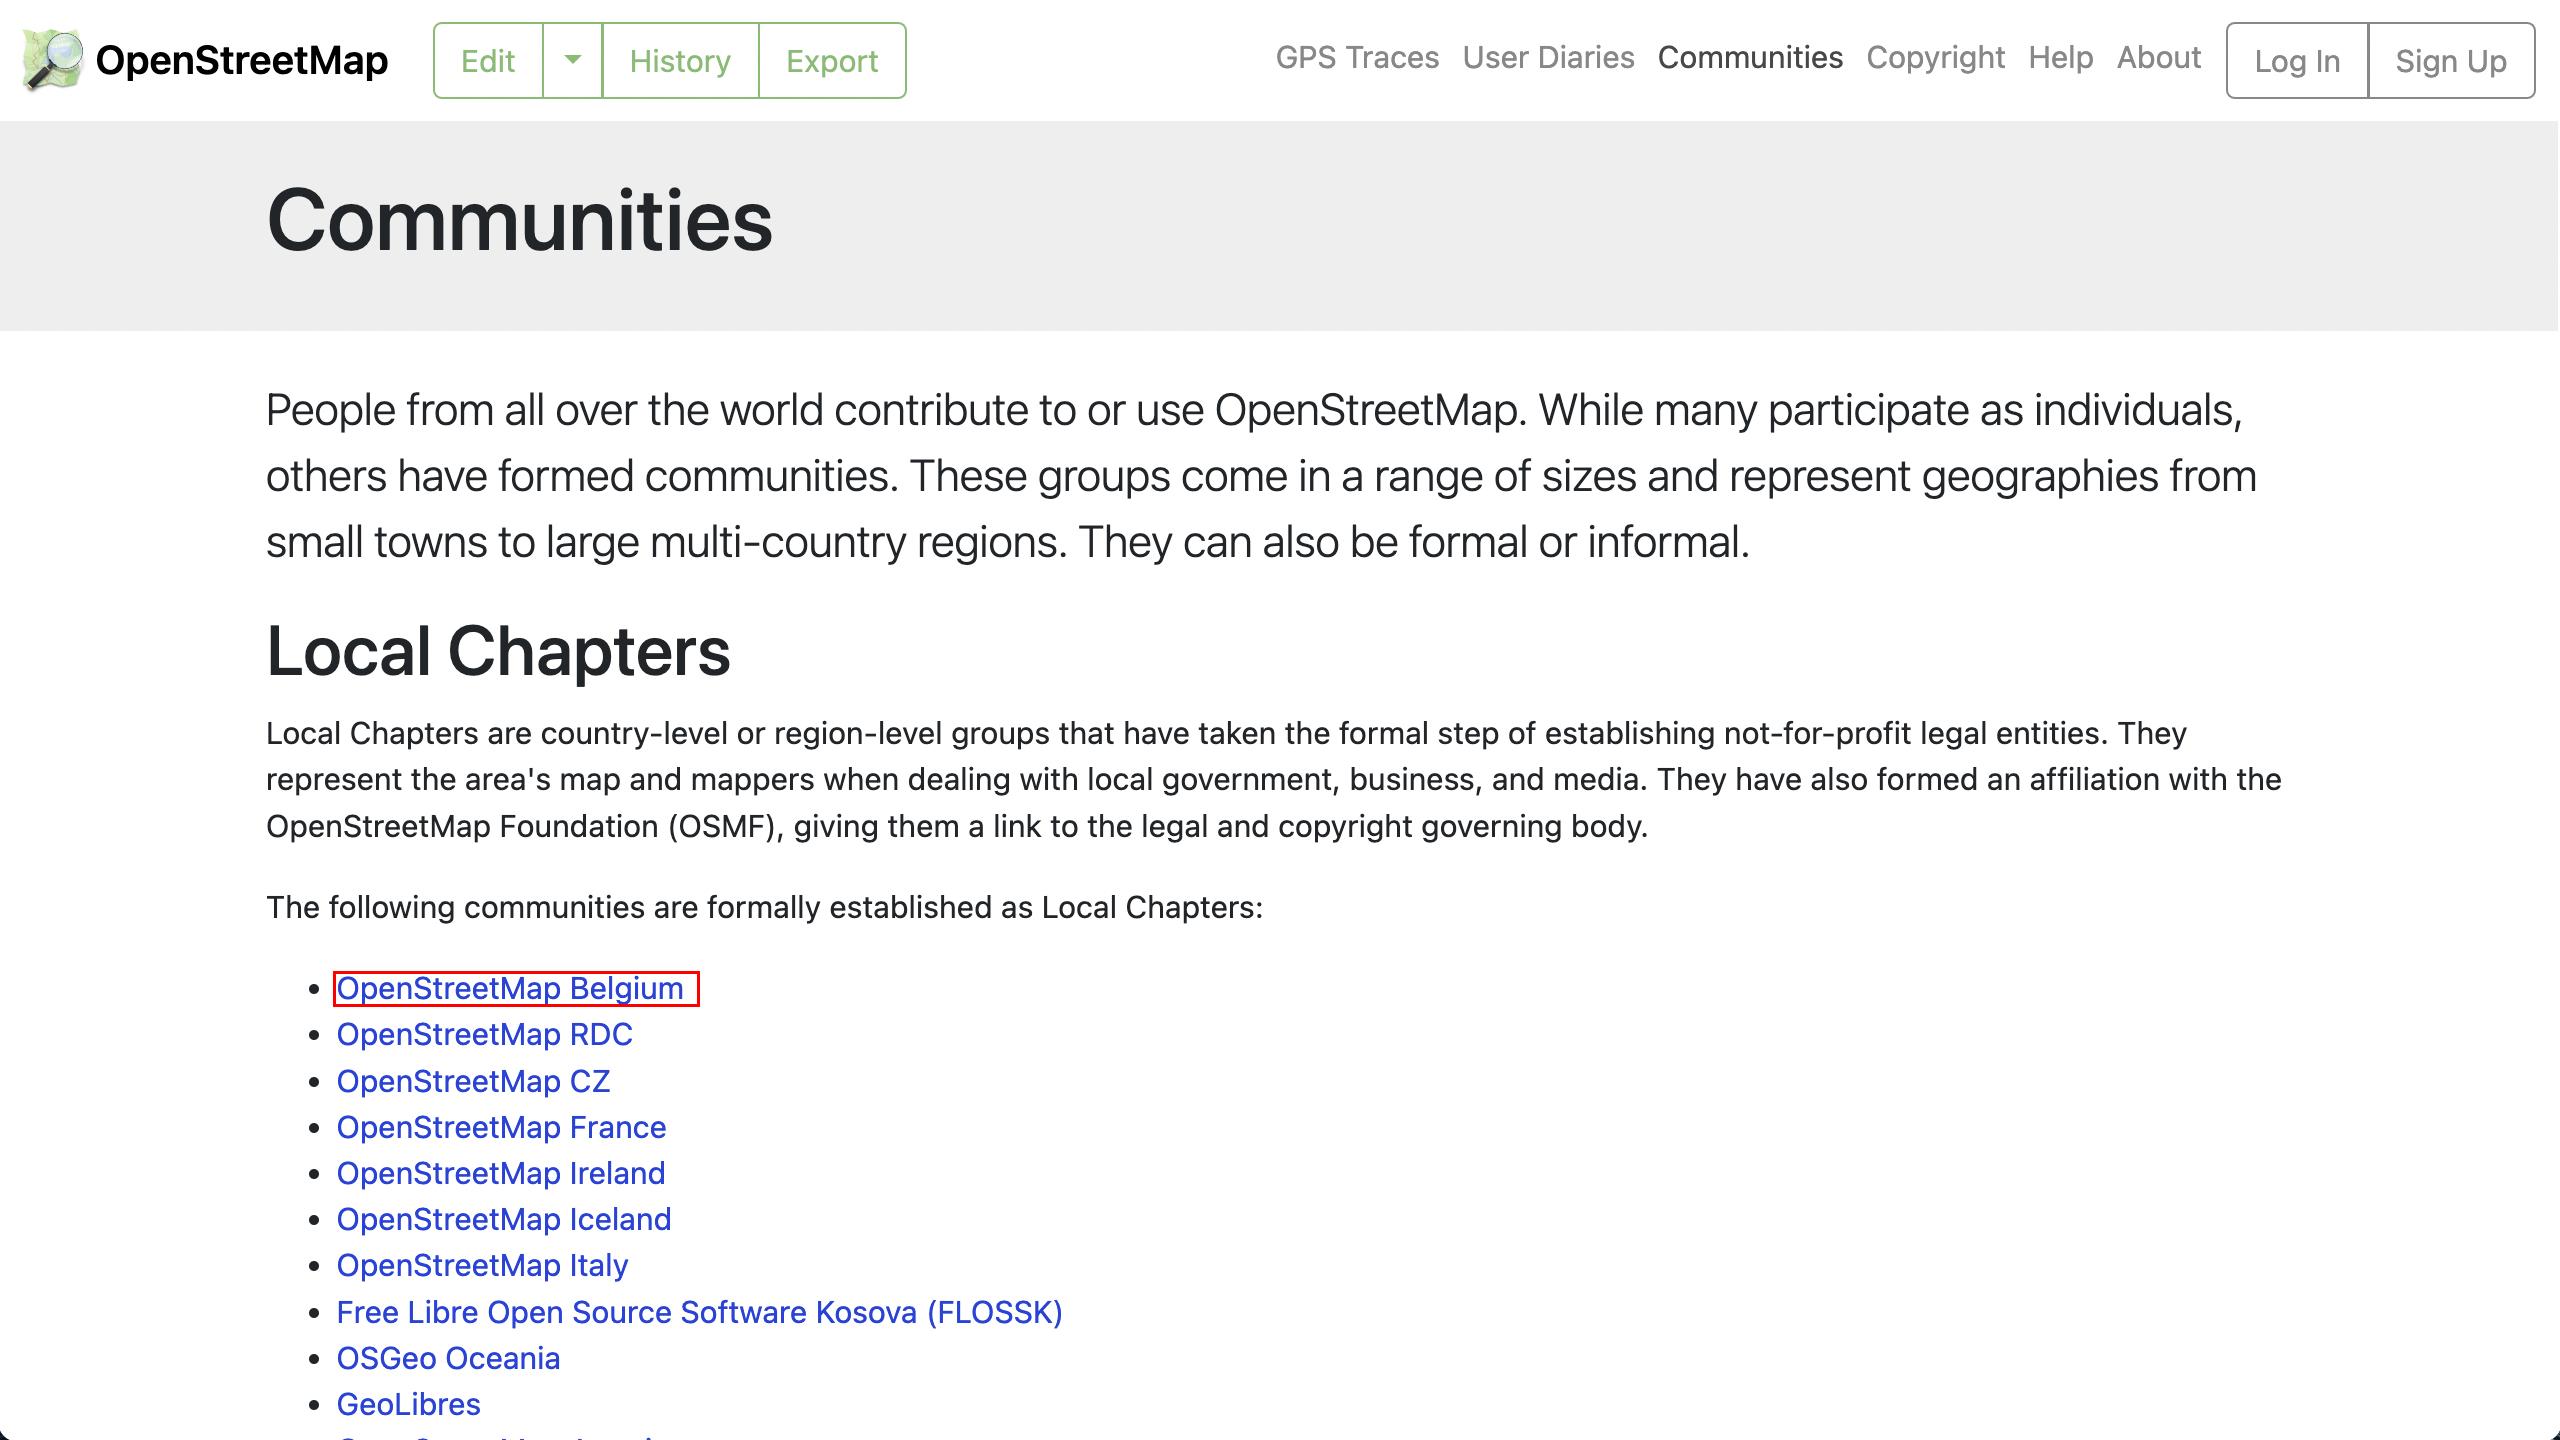 OpenStreetMap Edit History Export GPS Traces User Diaries Communities Copyright Help About Log In Sign Up
Communities
People from all over the world contribute to or use OpenStreetMap. While many participate as individuals,
others have formed communities. These groups come in a range of sizes and represent geographies from
small towns to large multi-country regions. They can also be formal or informal.
Local Chapters
Local Chapters are country-level or region-level groups that have taken the formal step of establishing not-for-profit legal entities. They
represent the area's map and mappers when dealing with local government, business, and media. They have also formed an affiliation with the
OpenStreetMap Foundation (OSMF), giving them a link to the legal and copyright governing body.
The following communities are formally established as Local Chapters:
• OpenStreetMap Belgium
• OpenStreetMap RDC
• OpenStreetMap CZ
• OpenStreetMap France
• OpenStreetMap Ireland
• OpenStreetMap Iceland
• OpenStreetMap Italy
• Free Libre Open Source Software Kosova (FLOSSK)
• OSGeo Oceania
• GeoLibres